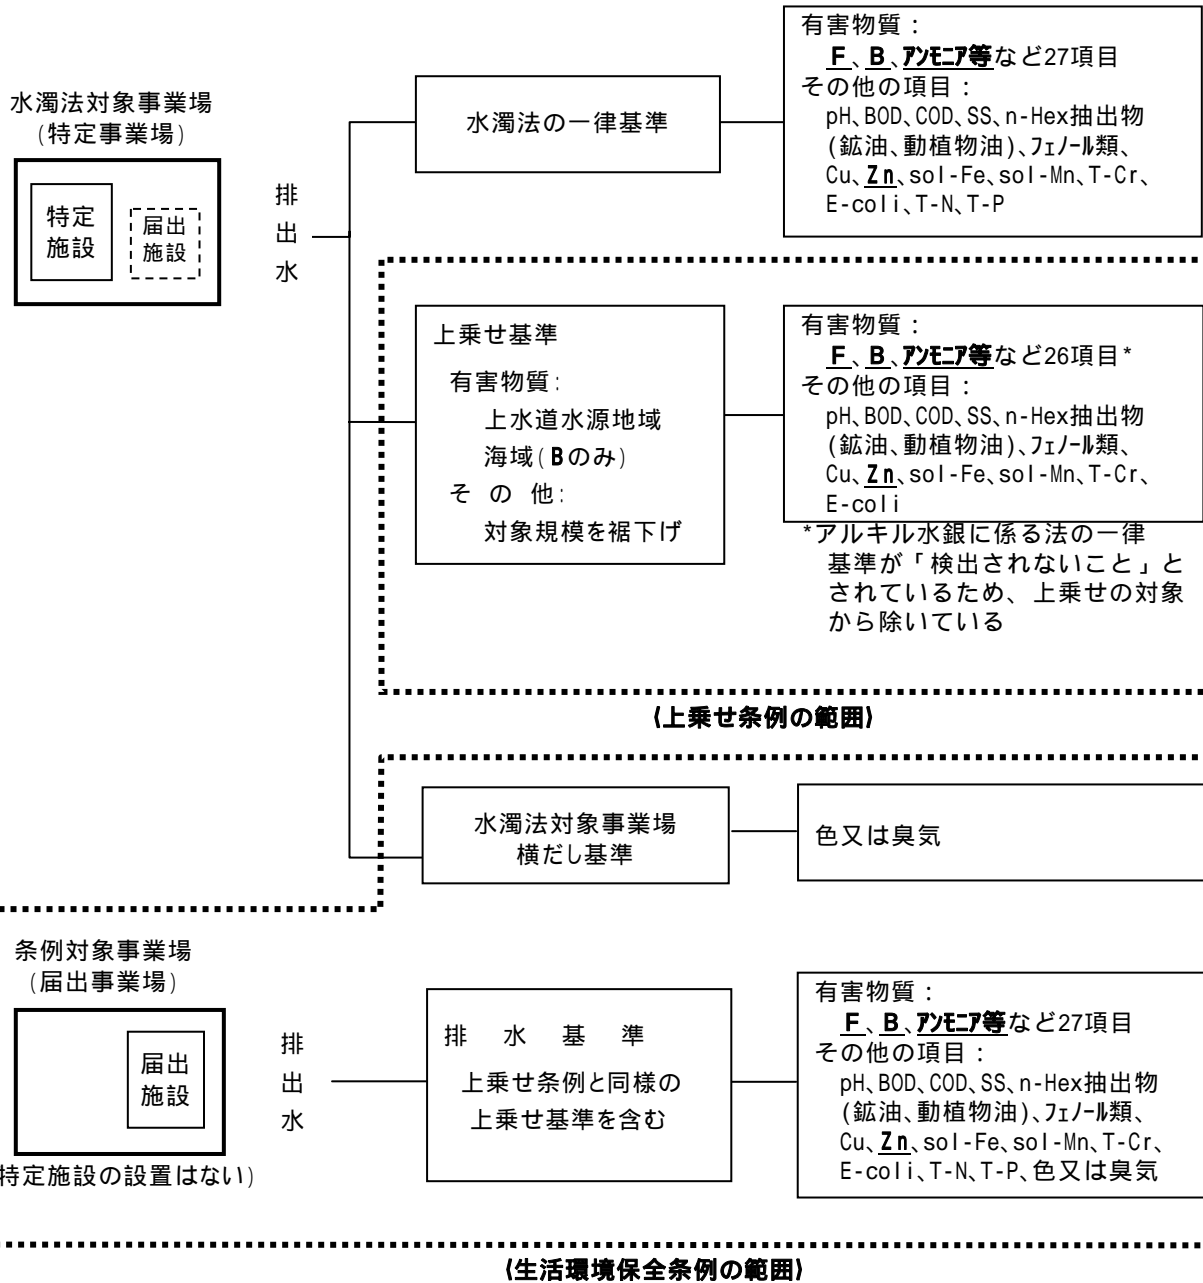 水濁法対象事業場
(特定事業場)
特定
施設
届出
施設
排
出
水
水濁法の一律基準
有害物質：
F、B、ｱﾝﾓﾆｱ等など27項目
その他の項目：
pH、BOD、COD、SS、n-Hex抽出物
(鉱油、動植物油)、ﾌｪﾉｰﾙ類、
Cu、Zn、sol-Fe、sol-Mn、T-Cr、
E-coli、T-N、T-P
上乗せ基準
有害物質:
上水道水源地域
海域(Bのみ)
そ の 他:
対象規模を裾下げ
有害物質：
F、B、ｱﾝﾓﾆｱ等など26項目*
その他の項目：
pH、BOD、COD、SS、n-Hex抽出物
(鉱油、動植物油)、ﾌｪﾉｰﾙ類、
Cu、Zn、sol-Fe、sol-Mn、T-Cr、
E-coli
*アルキル水銀に係る法の一律
基準が「検出されないこと」と
されているため、上乗せの対象
から除いている
(上乗せ条例の範囲)
水濁法対象事業場
横だし基準
色又は臭気
条例対象事業場
(届出事業場)
届出
施設
特定施設の設置はない)
排
出
水
排 水 基 準
上乗せ条例と同様の
上乗せ基準を含む
有害物質：
F、B、ｱﾝﾓﾆｱ等など27項目
その他の項目：
pH、BOD、COD、SS、n-Hex抽出物
(鉱油、動植物油)、ﾌｪﾉｰﾙ類、
Cu、Zn、sol-Fe、sol-Mn、T-Cr、
E-coli、T-N、T-P、色又は臭気
(生活環境保全条例の範囲)